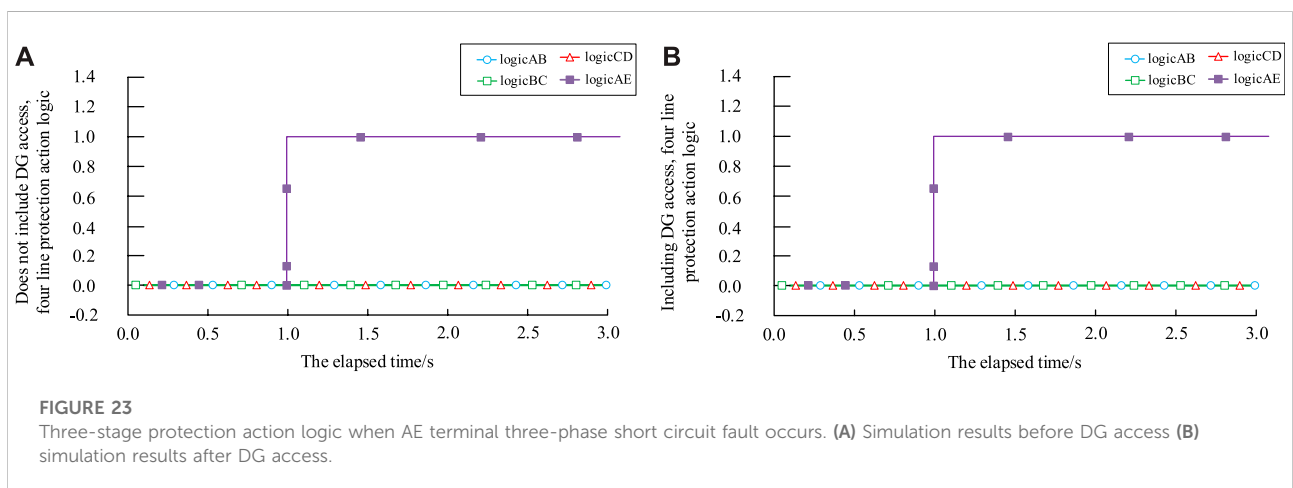 A
logicAB
logicCD
logicBC
logicAE
Does not include DG access,
four line protection action logic
1.4
1.2
1.0
0.8
0.6
0.4
0.2
0.0
-0.2
0.0 0.5 1.0 1.5 2.0 2.5 3.0
The elapsed time/s
B
logicAB
logicCD
logicBC
logicAE
Including DG access, four line
protection action logic
1.4
1.2
1.0
0.8
0.6
0.4
0.2
0.0
-0.2
0.0 0.5 1.0 1.5 2.0 2.5 3.0
The elapsed time/s
FIGURE 23
Three-stage protection action logic when AE terminal three-phase short circuit fault occurs. (A) Simulation results before DG access (B)
simulation results after DG access.